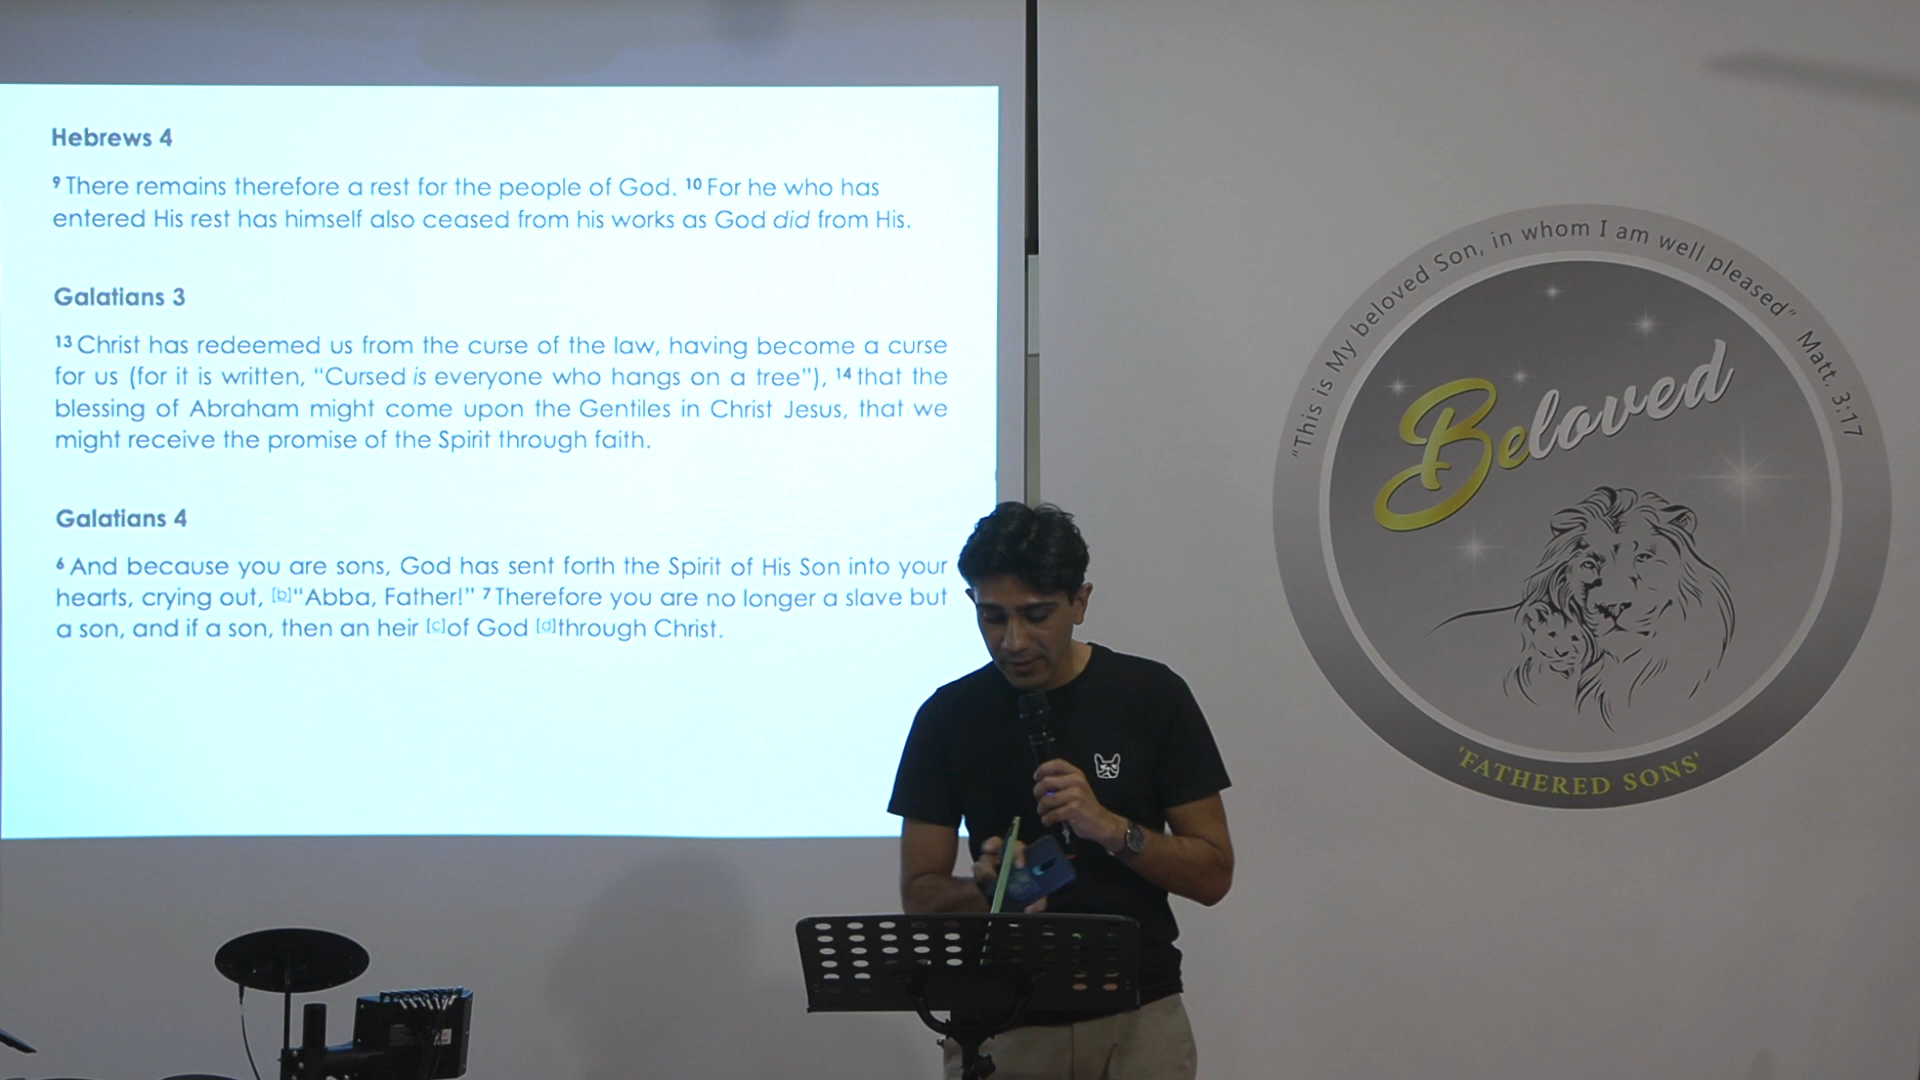 Hebrews 4
9 There remains therefore a rest for the people of God. 10 For he who has
entered His rest has himself also ceased from his works as God did from His.
Galatians 3
13 Christ has redeemed us from the curse of the law, having become a curse
for us (for it is written, “Cursed is everyone who hangs on a tree”), 14 that the
blessing of Abraham might come upon the Gentiles in Christ Jesus, that we
might receive the promise of the Spirit through faith.
Galatians 4
6 And because you are sons, God has sent forth the Spirit of His Son into your
hearts, crying out, [b]“Abba, Father!” 7 Therefore you are no longer a slave but
a son, and if a son, then an heir [c]of God [d]through Christ.
“This is My beloved Son, in whom I am well pleased” Matt. 3:17
Beloved
'FATHERED SONS'